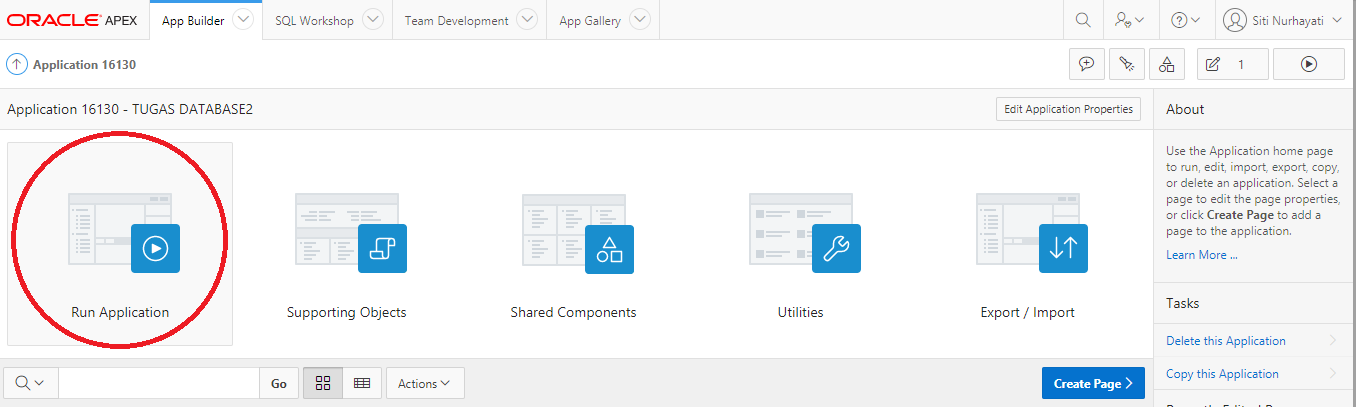 ORACLE APEX App Builder SQL Workshop Team Development App Gallery Siti Nurhayati
Application 16130 1
Application 16130 - TUGAS DATABASE2 Edit Application Properties
Run Application Supporting Objects Shared Components Utilities Export / Import
Go Actions Create Page
About
Use the Application home page
to run, edit, import, export, copy,
or delete an application. Select a
page to edit the page properties,
or click Create Page to add a
page to the application.
Learn More ...
Tasks
Delete this Application
Copy this Application